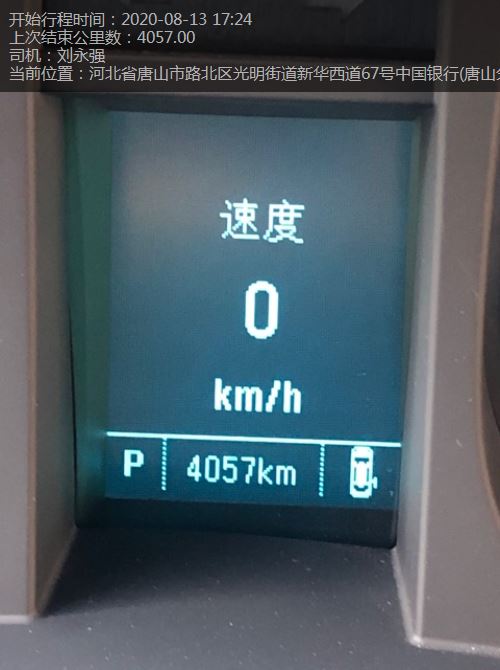 开始行程时间：2020-08-13 17:24
上次结束公里数：4057.00
司机：刘永强
当前位置：河北省唐山市路北区光明街道新华西道67号中国银行(唐山
速度
0
km/h
P 4057km